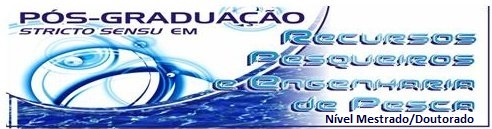 PÓS-GRADUAÇÃO
STRICTO SENSU EM
Recursos
Pesqueiros
e Engenharia
de Pesca
Nível Mestrado/Doutorado